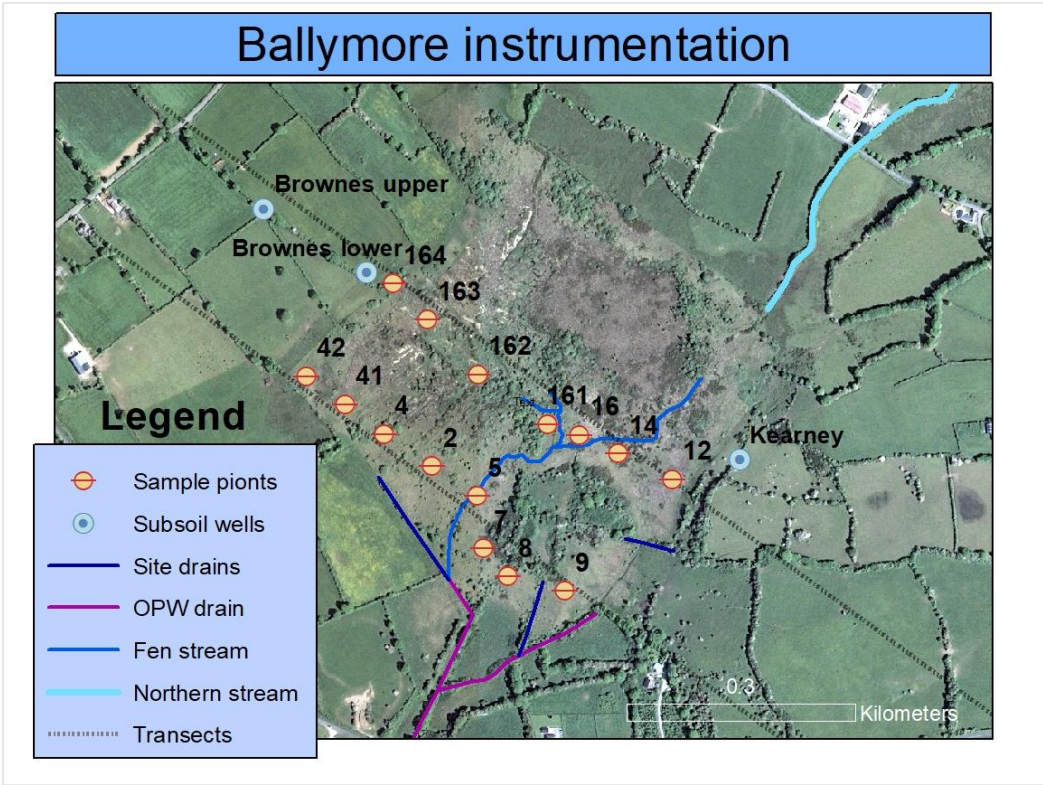 Ballymore instrumentation
Brownes upper
Brownes lower
164
163
42
162
41
161
16
4
14
Kearney
2
12
5
7
8
9
Legend
Sample pionts
Subsoil wells
Site drains
OPW drain
Fen stream
Northern stream
Transects
0.3
Kilometers